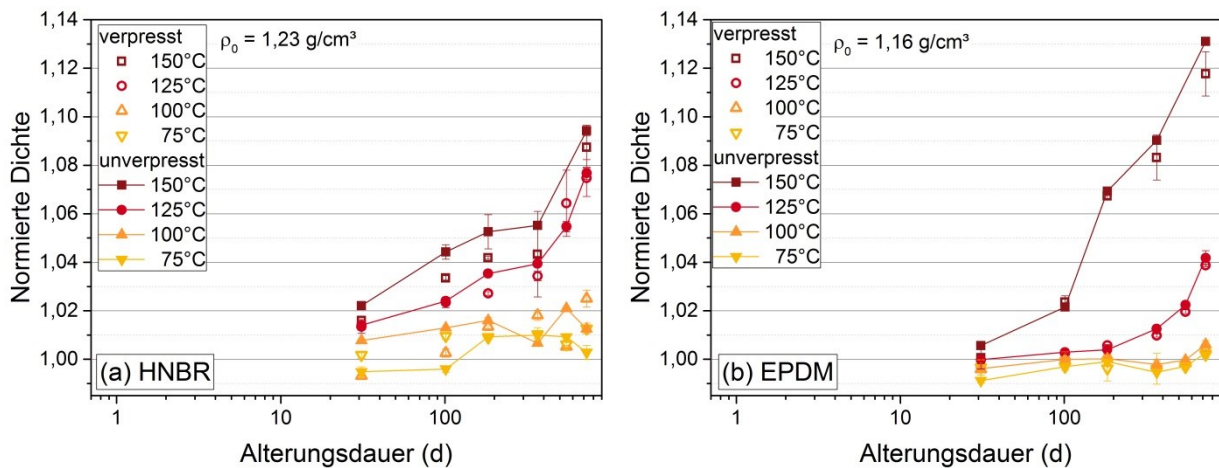 1,14
1,12
1,10
1,08
1,06
1,04
1,02
1,00
Normierte Dichte
verpresst
150°C
125°C
100°C
75°C
unverpresst
150°C
125°C
100°C
75°C
ρ0 = 1,23 g/cm³
(a) HNBR
1 10 100
Alterungsdauer (d)
1,14
1,12
1,10
1,08
1,06
1,04
1,02
1,00
Normierte Dichte
verpresst
150°C
125°C
100°C
75°C
unverpresst
150°C
125°C
100°C
75°C
ρ0 = 1,16 g/cm³
(b) EPDM
1 10 100
Alterungsdauer (d)